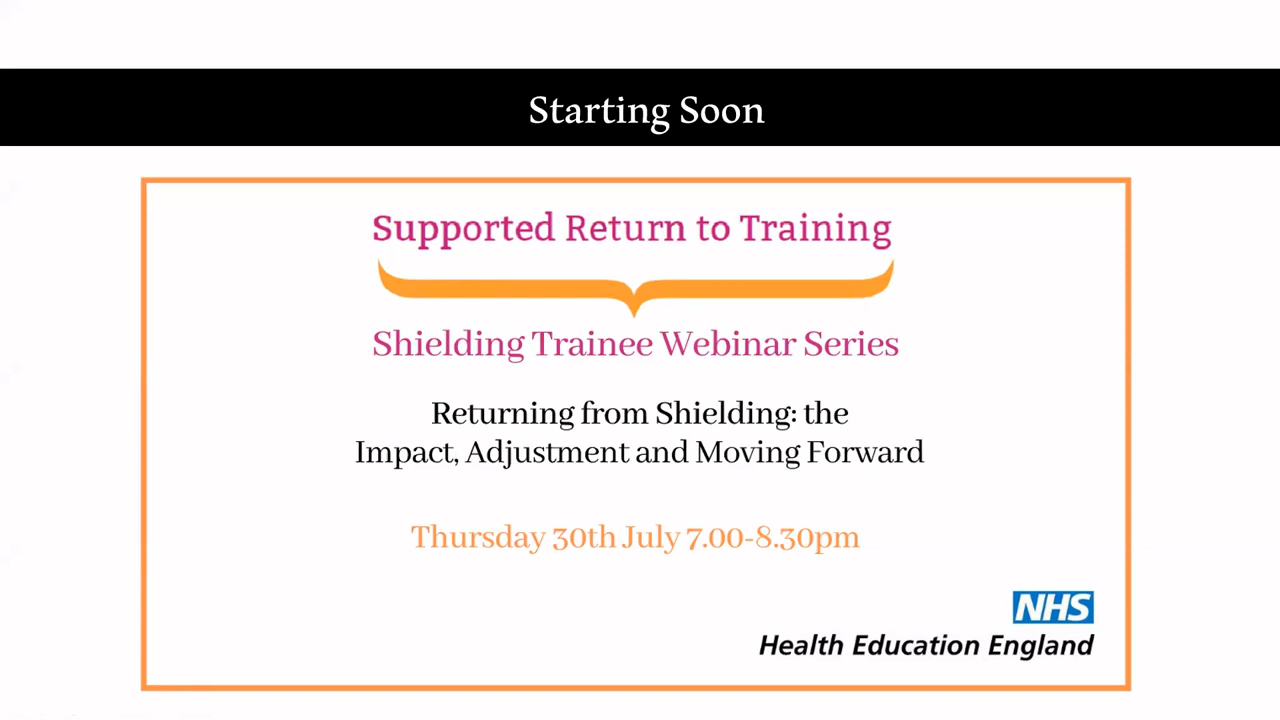 Starting Soon
Supported Return to Training
Shielding Trainee Webinar Series
Returning from Shielding: the
Impact, Adjustment and Moving Forward
Thursday 30th July 7.00-8.30pm
NHS
Health Education England